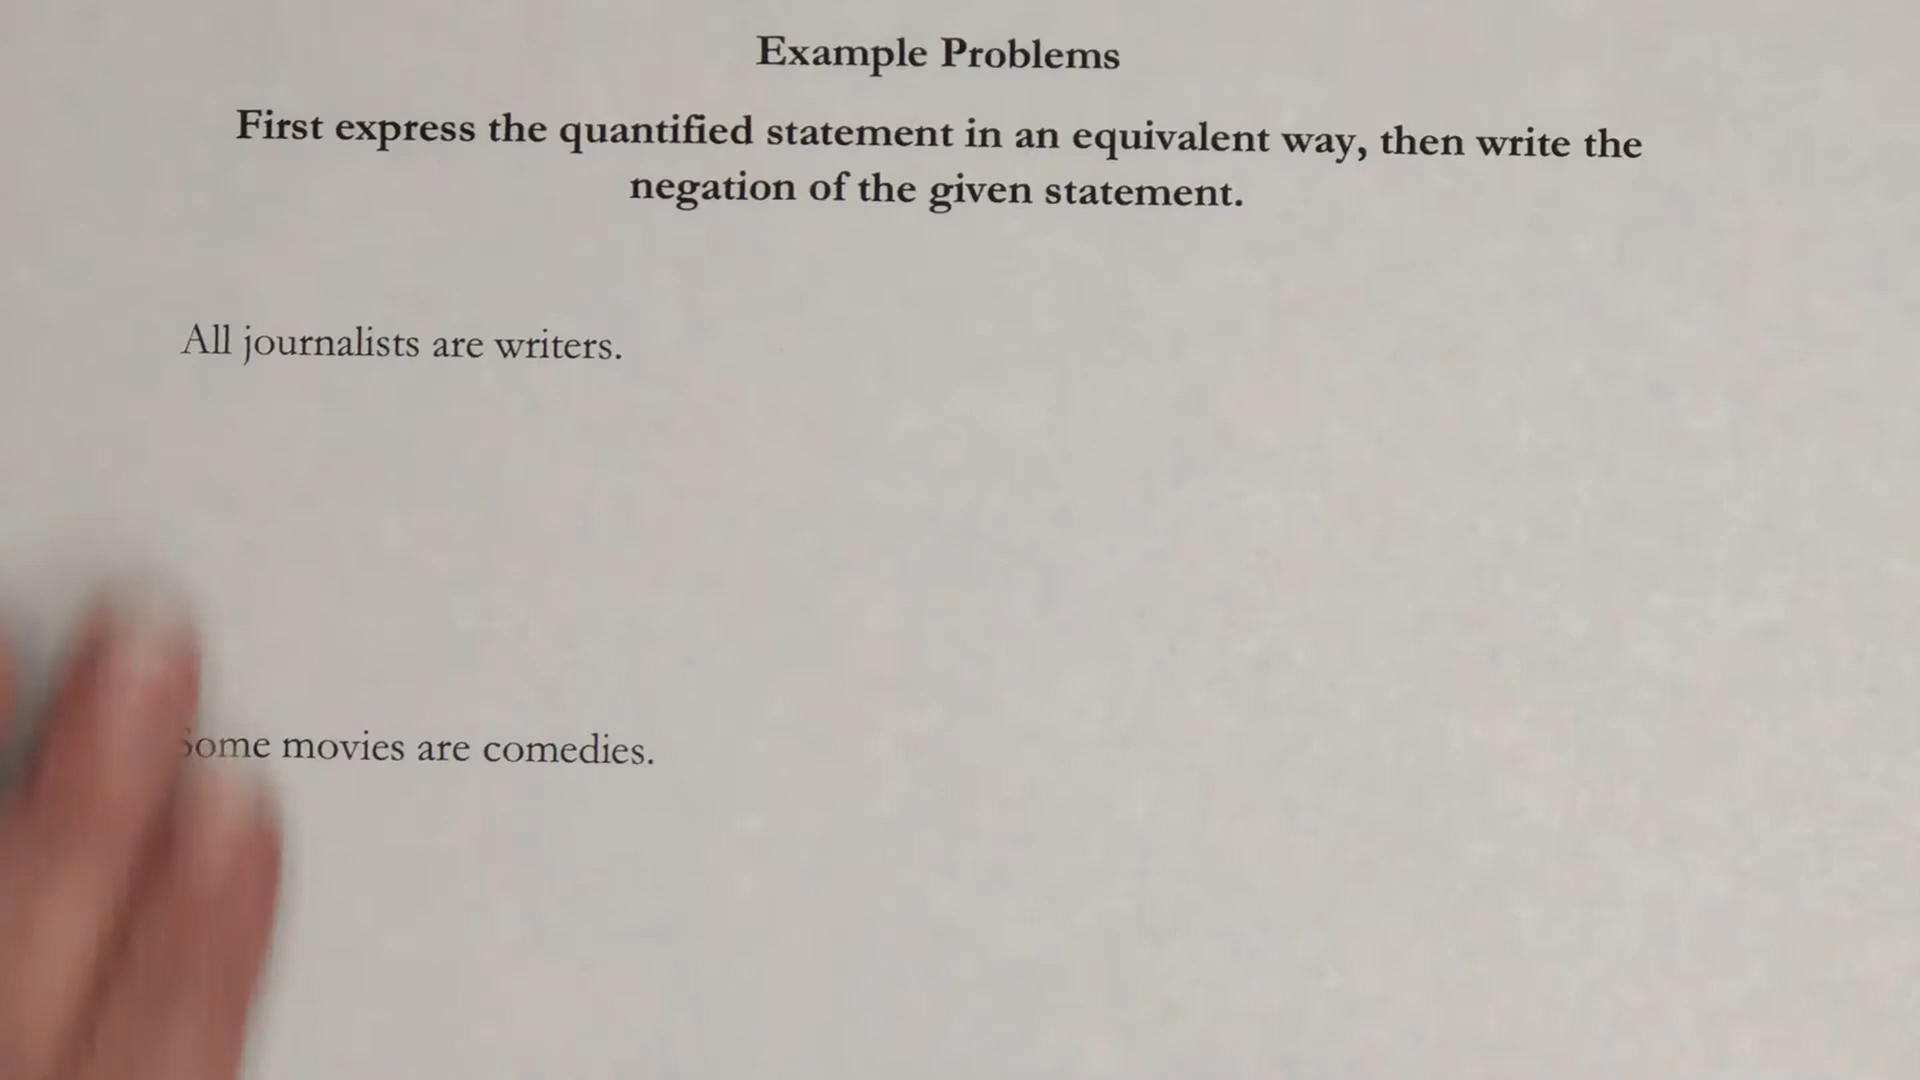 Example Problems
First express the quantified statement in an equivalent way, then write the
negation of the given statement.
All journalists are writers.
Some movies are comedies.